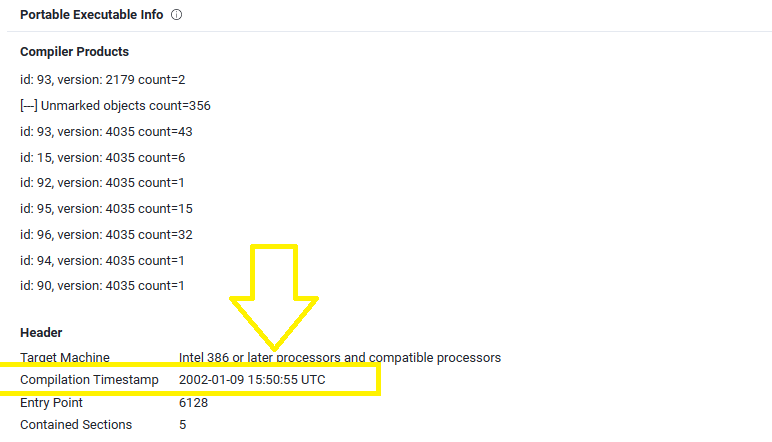 Portable Executable Info
Compiler Products
id: 93, version: 2179 count=2
[---] Unmarked objects count=356
id: 93, version: 4035 count=43
id: 15, version: 4035 count=6
id: 92, version: 4035 count=1
id: 95, version: 4035 count=15
id: 96, version: 4035 count=32
id: 94, version: 4035 count=1
id: 90, version: 4035 count=1
Header
Target Machine Intel 386 or later processors and compatible processors
Compilation Timestamp 2002-01-09 15:50:55 UTC
Entry Point 6128
Contained Sections 5